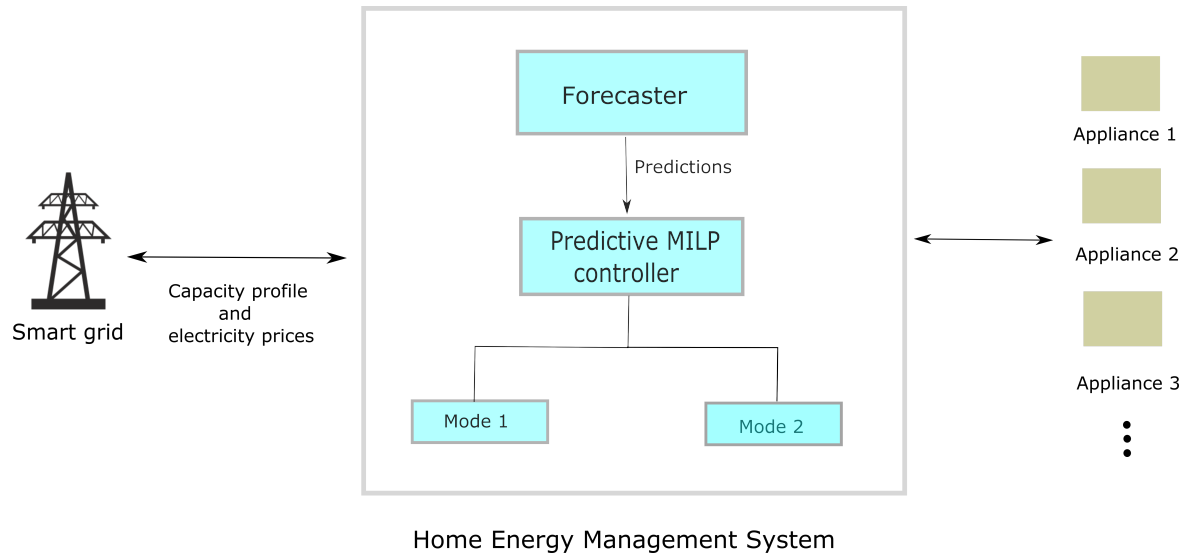 Forecaster
Predictions
Predictive MILP
controller
Mode 1
Mode 2
Smart grid
Capacity profile
and
electricity prices
Appliance 1
Appliance 2
Appliance 3
Home Energy Management System